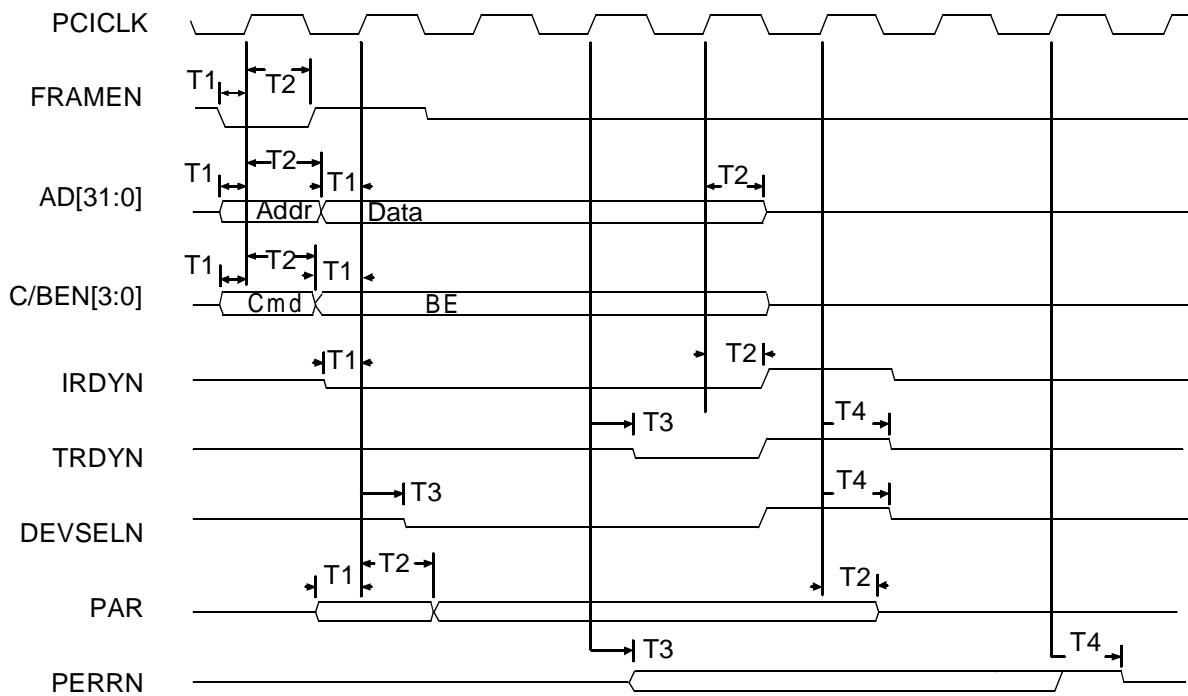 PCICLK
T1 T2
FRAMEN
T1 T2 T1 T2
AD[31:0]
Addr Data
T1 T2 T1
C/BEN[3:0]
Cmd BE
T1 T2
IRDYN
T3 T4
TRDYN
T3 T4
DEVSELN
T1 T2 T2
PAR
T3 T4
PERRN